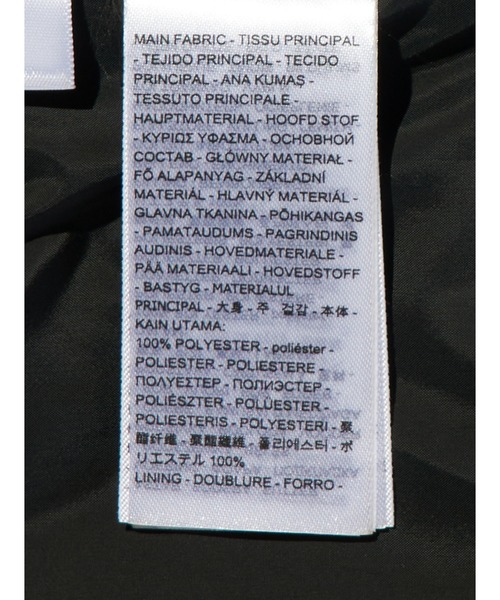 MAIN FABRIC - TISSU PRINCIPAL
- TEJIDO PRINCIPAL - TECIDO
PRINCIPAL - ANA KUMAŞ -
TESSUTO PRINCIPALE -
HAUPTMATERIAL - HOOFD STOF
- ΚΥΡΙΩΣ ΥΦΑΣΜΑ - ОСНОВНОЙ
СОСТАВ - GŁÓWNY MATERIAŁ -
FŐ ALAPANYAG - ZÁKLADNÍ
MATERIÁL - HLAVNÝ MATERIÁL -
GLAVNA TKANINA - PÕHIKANGAS
- PAMATAUDUMS - PAGRINDINIS
AUDINIS - HOVEDMATERIALE -
PÄÄ MATERIAALI - HOVEDSTOFF
- BASTYG - MATERIALUL
PRINCIPAL - 大身 - 주 겉감 - 本体 -
KAIN UTAMA:
100% POLYESTER - poliéster -
POLIESTER - POLIESTERE -
ΠΟΛΥΕΣΤΕΡ - ПОЛИЭСТЕР -
POLIÉSZTER - POLÜESTER -
POLIESTERIS - POLYESTERI - 聚
酯纤维 - 聚酯纖維 - 폴리에스터 - ポ
リエステル 100%
LINING - DOUBLURE - FORRO -